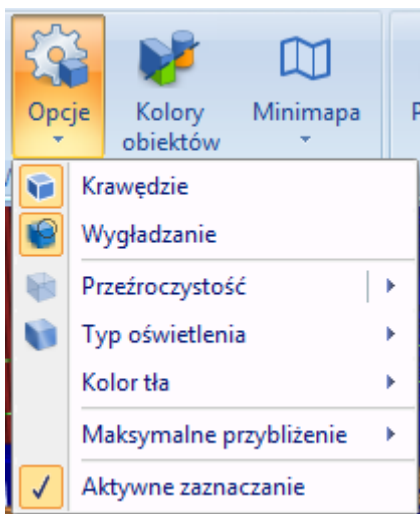 Opcje
Kolory
obiektów
Minimapa
Krawędzie
Wygładzanie
Przeźroczystość
Typ oświetlenia
Kolor tła
Maksymalne przybliżenie
Aktywne zaznaczanie